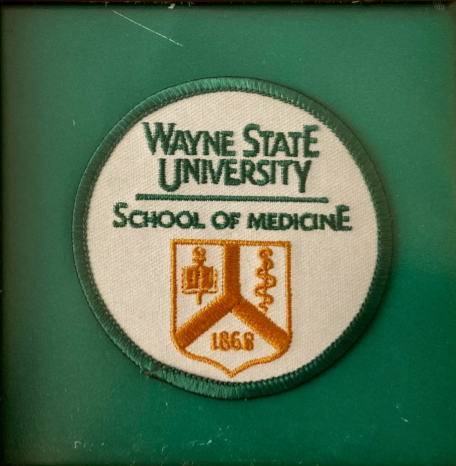 WAYNE STATE
UNIVERSITY
SCHOOL OF MEDICINE
1868